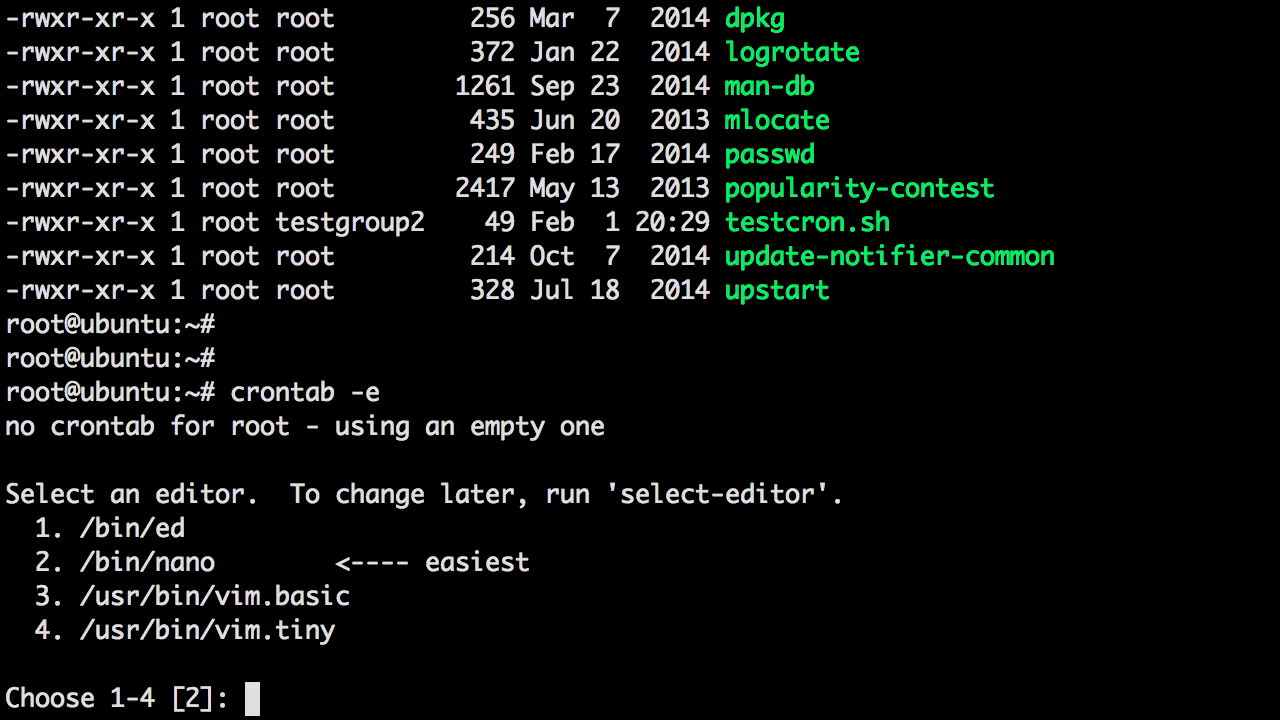 -rwxr-xr-x 1 root root         256 Mar  7  2014 dpkg
-rwxr-xr-x 1 root root         372 Jan 22  2014 logrotate
-rwxr-xr-x 1 root root        1261 Sep 23  2014 man-db
-rwxr-xr-x 1 root root         435 Jun 20  2013 mlocate
-rwxr-xr-x 1 root root         249 Feb 17  2014 passwd
-rwxr-xr-x 1 root root        2417 May 13  2013 popularity-contest
-rwxr-xr-x 1 root testgroup2    49 Feb  1 20:29 testcron.sh
-rwxr-xr-x 1 root root         214 Oct  7  2014 update-notifier-common
-rwxr-xr-x 1 root root         328 Jul 18  2014 upstart
root@ubuntu:~#
root@ubuntu:~#
root@ubuntu:~# crontab -e
no crontab for root - using an empty one

Select an editor.  To change later, run 'select-editor'.
  1. /bin/ed
  2. /bin/nano        <---- easiest
  3. /usr/bin/vim.basic
  4. /usr/bin/vim.tiny

Choose 1-4 [2]: